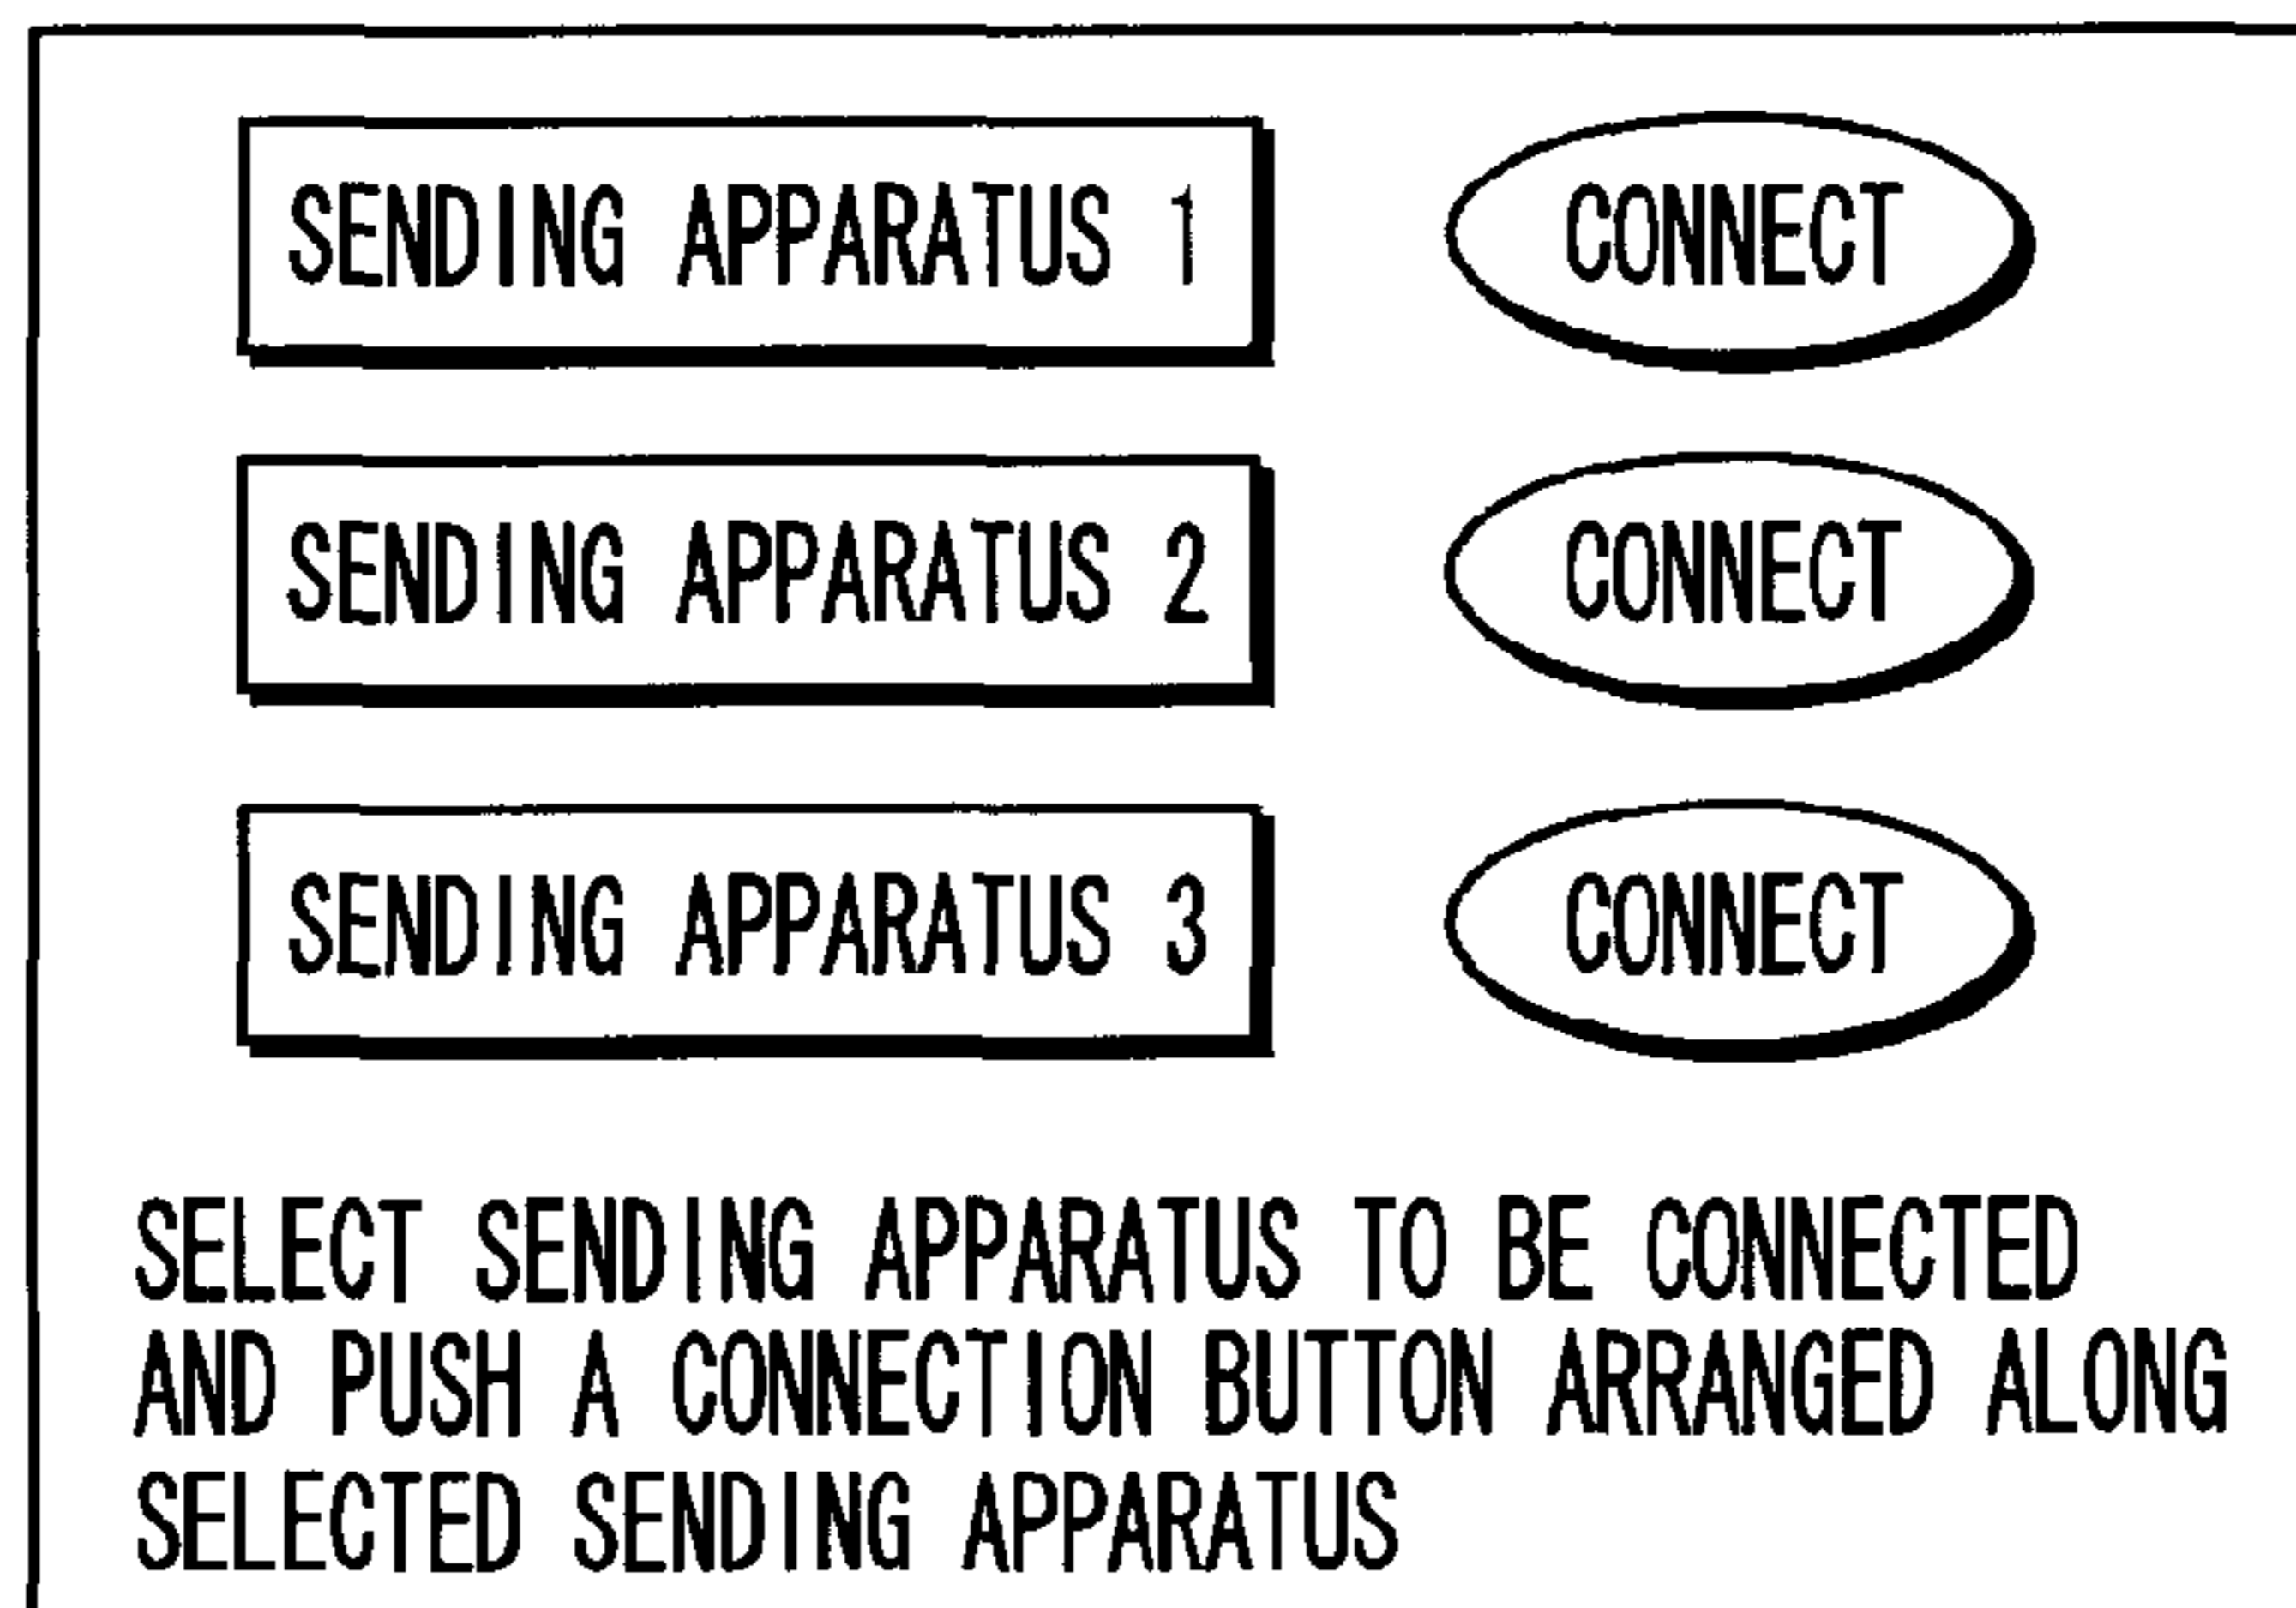 SENDING APPARATUS 1 CONNECT
SENDING APPARATUS 2 CONNECT
SENDING APPARATUS 3 CONNECT
SELECT SENDING APPARATUS TO BE CONNECTED
AND PUSH A CONNECTION BUTTON ARRANGED ALONG
SELECTED SENDING APPARATUS